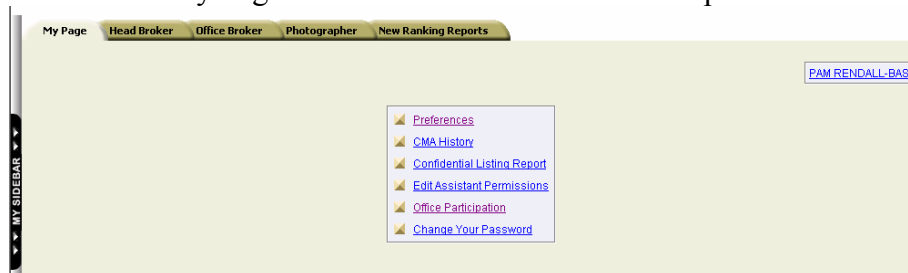 My Page Head Broker Office Broker Photographer New Ranking Reports
PAM RENDALL-BAS
Preferences
CMA History
Confidential Listing Report
Edit Assistant Permissions
Office Participation
Change Your Password
MY SIDEBAR